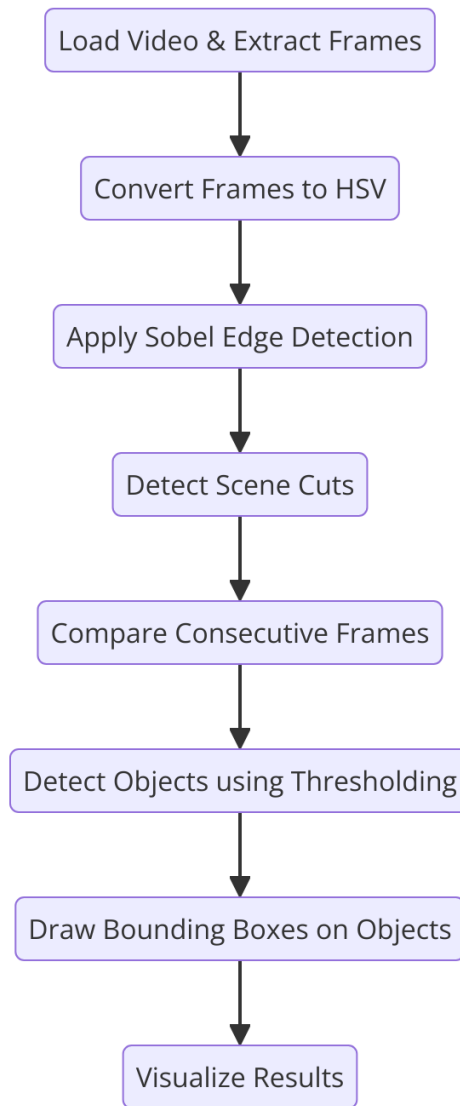 Load Video & Extract Frames
Convert Frames to HSV
Apply Sobel Edge Detection
Detect Scene Cuts
Compare Consecutive Frames
Detect Objects using Thresholding
Draw Bounding Boxes on Objects
Visualize Results